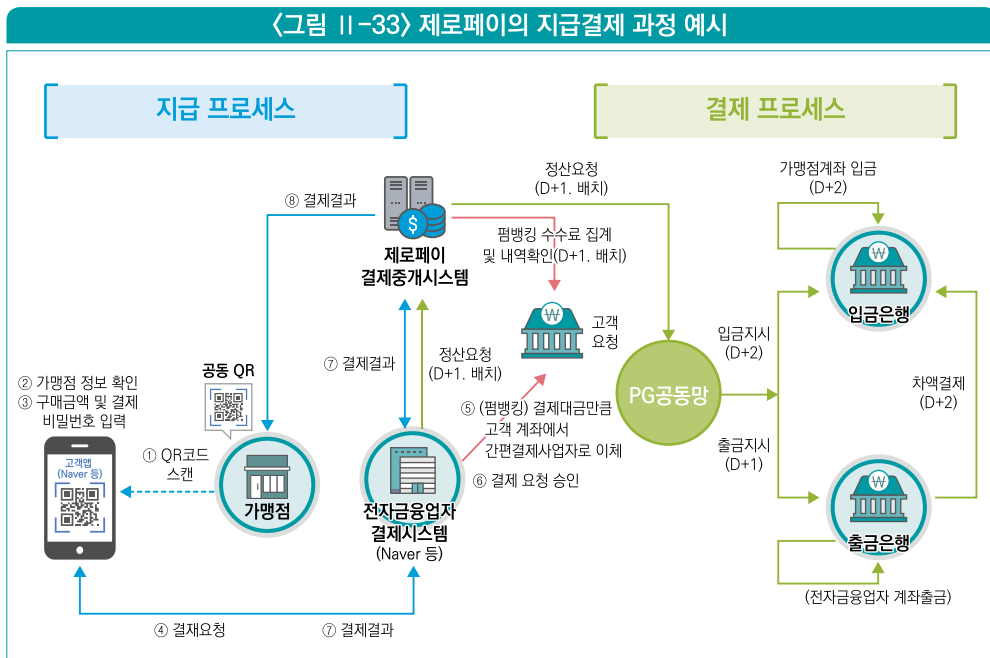 〈그림 Ⅱ-33〉 제로페이의 지급결제 과정 예시
지급 프로세스
결제 프로세스
⑧ 결제결과
제로페이
결제중개시스템
정산요청
(D+1. 배치)
펌뱅킹 수수료 집계
및 내역확인(D+1. 배치)
고객
요청
가맹점계좌 입금
(D+2)
입금은행
입금지시
(D+2)
PG공동망
차액결제
(D+2)
출금지시
(D+1)
출금은행
(전자금융업자 계좌출금)
② 가맹점 정보 확인
③ 구매금액 및 결제
비밀번호 입력
공동 QR
⑦ 결제결과
정산요청
(D+1. 배치)
⑤ (펌뱅킹) 결제대금만큼
고객 계좌에서
간편결제사업자로 이체
⑥ 결제 요청 승인
고객앱
(Naver 등)
① QR코드
스캔
가맹점
전자금융업자
결제시스템
(Naver 등)
④ 결재요청
⑦ 결제결과